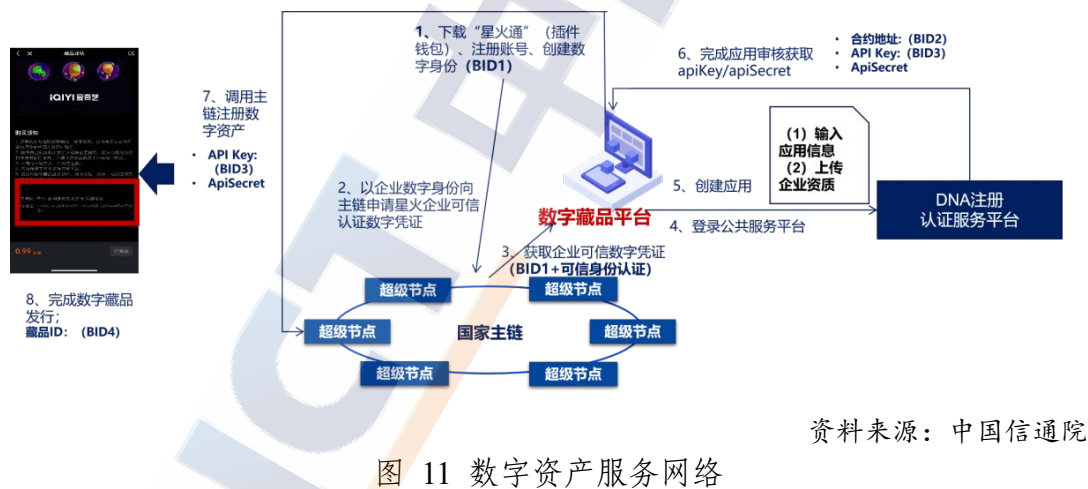 1、下载“星火通”（插件
钱包）、注册账号、创建数
字身份（BID1）
6、完成应用审核获取
apiKey/apiSecret
• 合约地址:（BID2）
• API Key:（BID3）
• ApiSecret
藏品详情
iQIYI 爱奇艺
购买须知
0.99
7、调用主
链注册数
字资产
• API Key:
（BID3）
• ApiSecret
（1）输入
应用信息
（2）上传
企业资质
2、以企业数字身份向
主链申请星火企业可信
认证数字凭证
5、创建应用
数字藏品平台
4、登录公共服务平台
DNA注册
认证服务平台
3、获取企业可信数字凭证
（BID1+可信身份认证）
8、完成数字藏品
发行；
藏品ID：（BID4）
超级节点
超级节点
超级节点
国家主链
超级节点
超级节点
超级节点
资料来源：中国信通院
图 11 数字资产服务网络